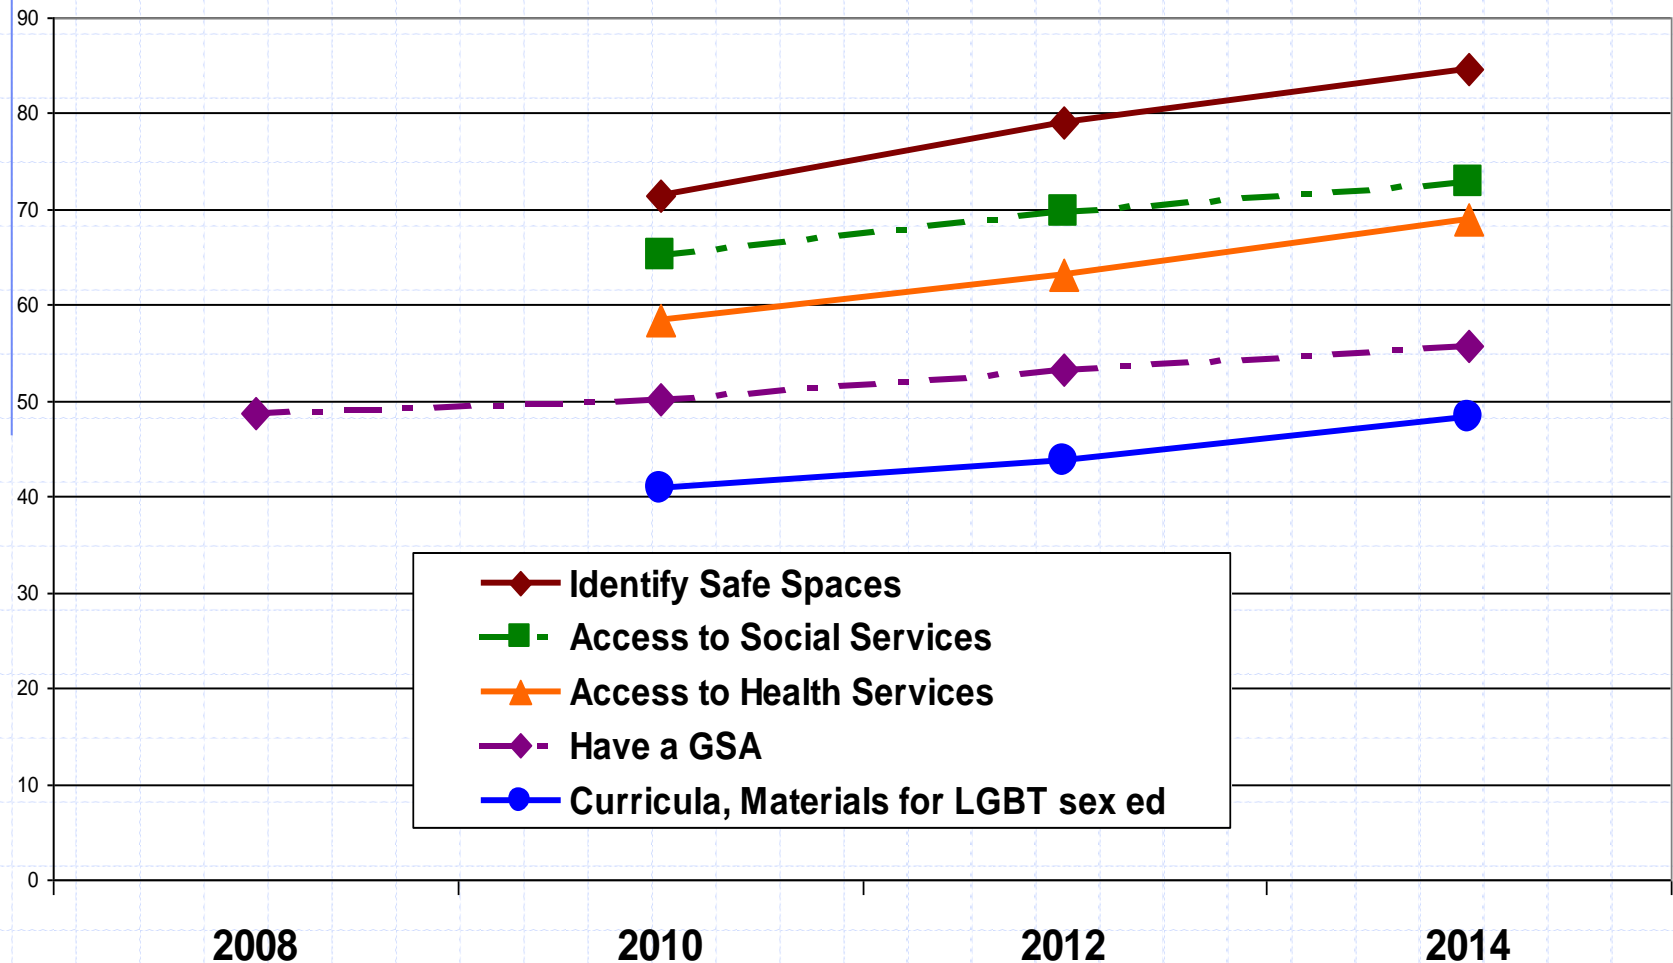 90
80
70
60
50
40
30
20
10
0
Identify Safe Spaces
Access to Social Services
Access to Health Services
Have a GSA
Curricula, Materials for LGBT sex ed
2008 2010 2012 2014